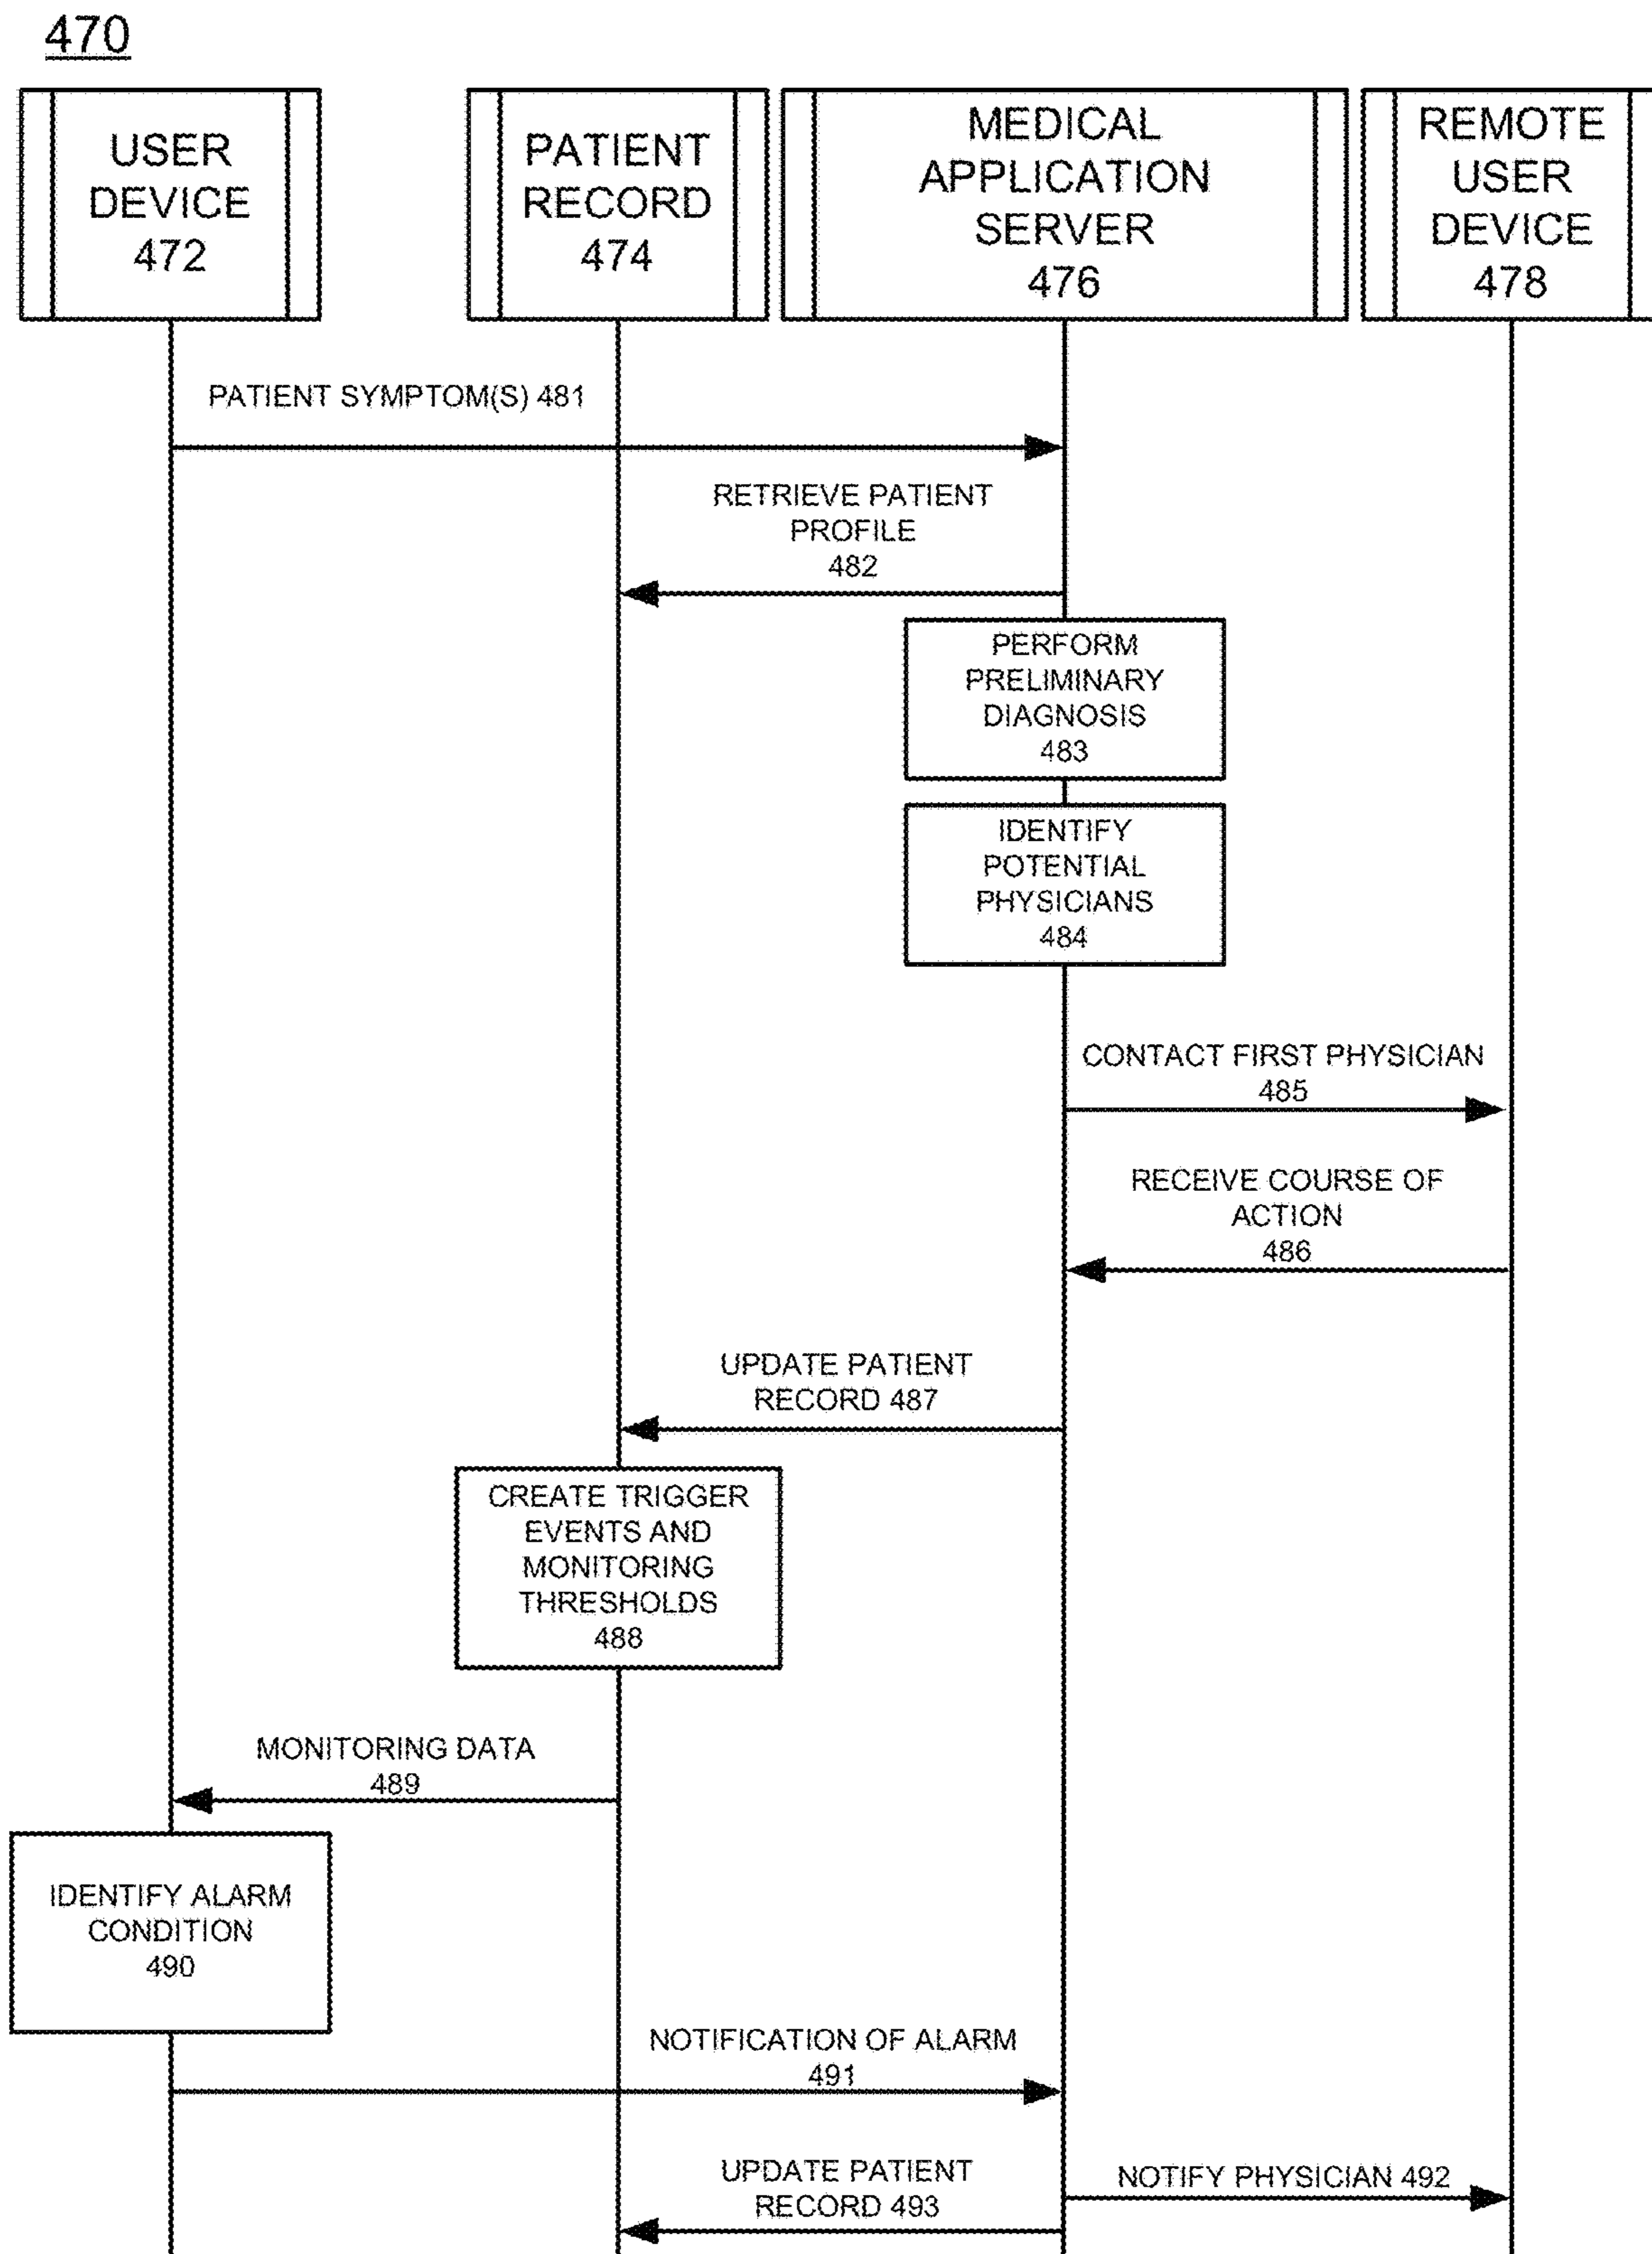 470
USER
DEVICE
472
PATIENT
RECORD
474
MEDICAL
APPLICATION
SERVER
476
REMOTE
USER
DEVICE
478
PATIENT SYMPTOM(S) 481
RETRIEVE PATIENT
PROFILE
482
PERFORM
PRELIMINARY
DIAGNOSIS
483
IDENTIFY
POTENTIAL
PHYSICIANS
484
CONTACT FIRST PHYSICIAN
485
RECEIVE COURSE OF
ACTION
486
UPDATE PATIENT
RECORD 487
CREATE TRIGGER
EVENTS AND
MONITORING
THRESHOLDS
488
MONITORING DATA
489
IDENTIFY ALARM
CONDITION
490
NOTIFICATION OF ALARM
491
NOTIFY PHYSICIAN 492
UPDATE PATIENT
RECORD 493